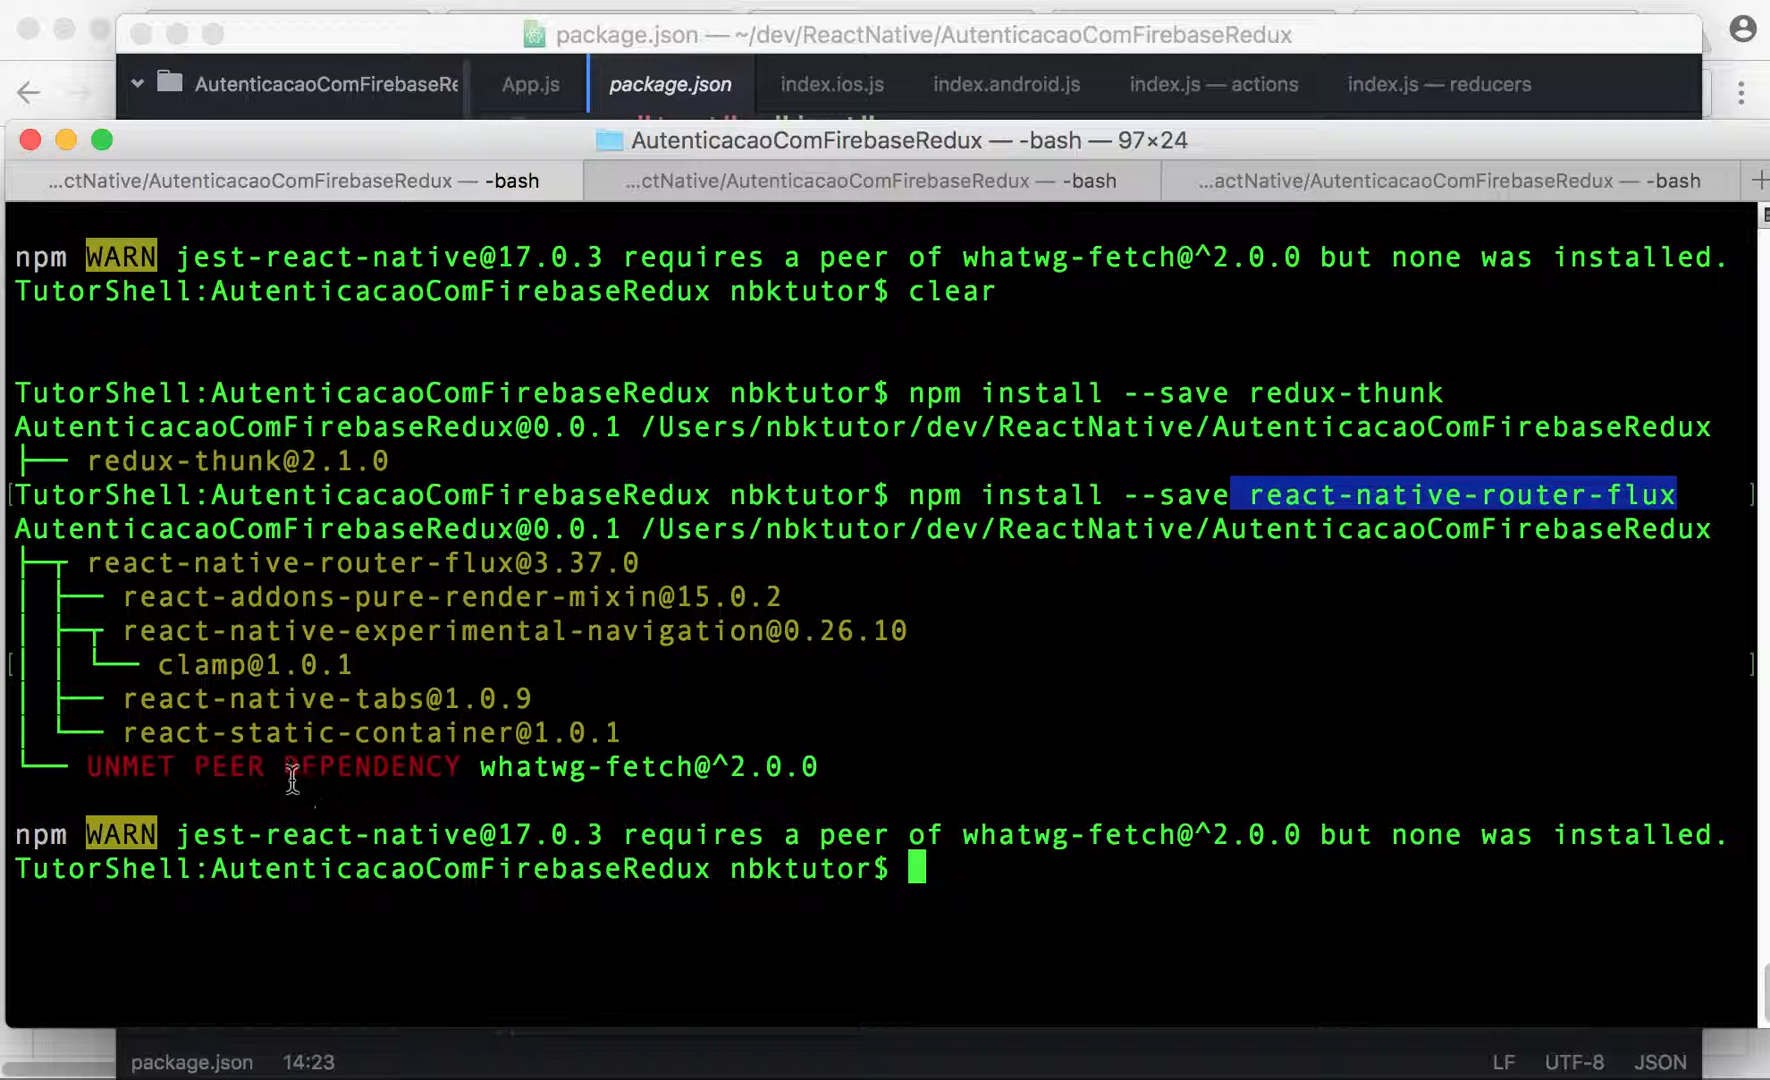 package.json — ~/dev/ReactNative/AutenticacaoComFirebaseRedux
AutenticacaoComFirebaseRe
App.js
package.json
index.ios.js
index.android.js
index.js — actions
index.js — reducers
AutenticacaoComFirebaseRedux — -bash — 97×24
...ctNative/AutenticacaoComFirebaseRedux — -bash
...ctNative/AutenticacaoComFirebaseRedux — -bash
...actNative/AutenticacaoComFirebaseRedux — -bash
npm WARN jest-react-native@17.0.3 requires a peer of whatwg-fetch@^2.0.0 but none was installed.
TutorShell:AutenticacaoComFirebaseRedux nbktutor$ clear
TutorShell:AutenticacaoComFirebaseRedux nbktutor$ npm install --save redux-thunk
AutenticacaoComFirebaseRedux@0.0.1 /Users/nbktutor/dev/ReactNative/AutenticacaoComFirebaseRedux
├── redux-thunk@2.1.0
[TutorShell:AutenticacaoComFirebaseRedux nbktutor$ npm install --save react-native-router-flux ]
AutenticacaoComFirebaseRedux@0.0.1 /Users/nbktutor/dev/ReactNative/AutenticacaoComFirebaseRedux
├─┬ react-native-router-flux@3.37.0
│ ├── react-addons-pure-render-mixin@15.0.2
│ ├─┬ react-native-experimental-navigation@0.26.10
[│ │ └── clamp@1.0.1 ]
│ ├── react-native-tabs@1.0.9
│ └── react-static-container@1.0.1
└── UNMET PEER DEPENDENCY whatwg-fetch@^2.0.0
npm WARN jest-react-native@17.0.3 requires a peer of whatwg-fetch@^2.0.0 but none was installed.
TutorShell:AutenticacaoComFirebaseRedux nbktutor$
package.json 14:23 LF UTF-8 JSON